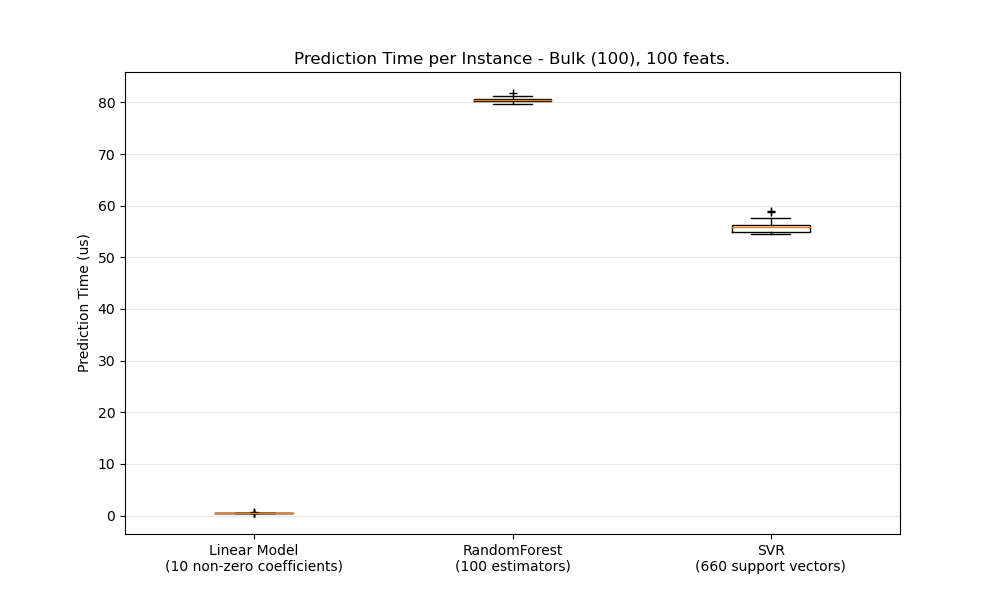 Prediction Time per Instance - Bulk (100), 100 feats.
Prediction Time (us)
80
70
60
50
40
30
20
10
0
Linear Model
(10 non-zero coefficients)
RandomForest
(100 estimators)
SVR
(660 support vectors)